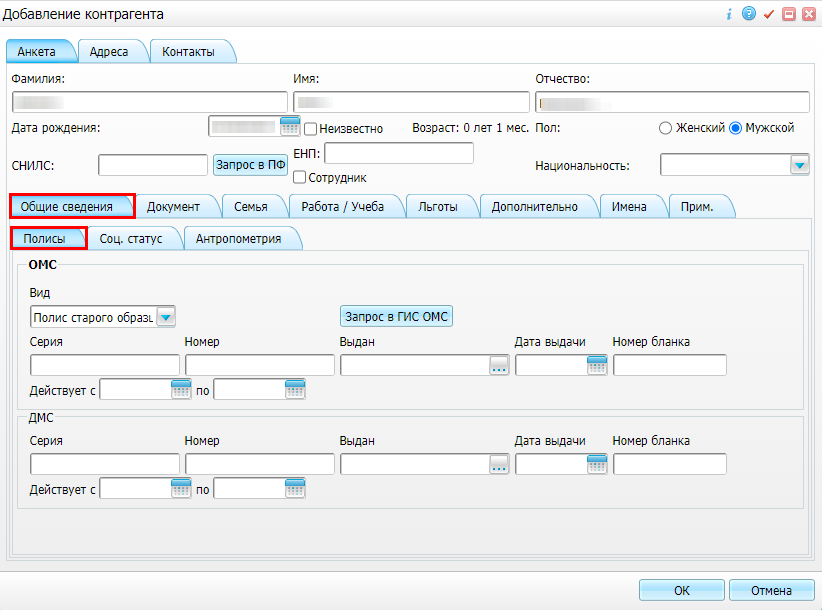 Добавление контрагента
Анкета Адреса Контакты
Фамилия: Имя: Отчество:
Дата рождения: Неизвестно Возраст: 0 лет 1 мес. Пол: Женский Мужской
СНИЛС: Запрос в ПФ ЕНП: Национальность:
Сотрудник
Общие сведения Документ Семья Работа / Учеба Льготы Дополнительно Имена Прим.
Полисы Соц. статус Антропометрия
ОМС
Вид
Полис старого образц Запрос в ГИС ОМС
Серия Номер Выдан Дата выдачи Номер бланка
...
Действует с по
ДМС
Серия Номер Выдан Дата выдачи Номер бланка
...
Действует с по
ОК Отмена